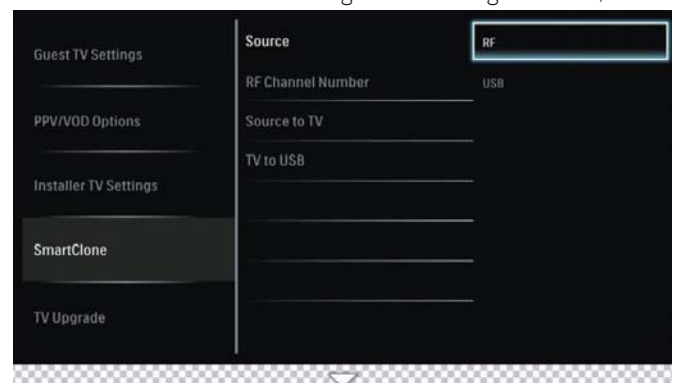 Guest TV Settings
PPV/VOD Options
Installer TV Settings
SmartClone
TV Upgrade
Source
RF Channel Number
Source to TV
TV to USB
RF
USB